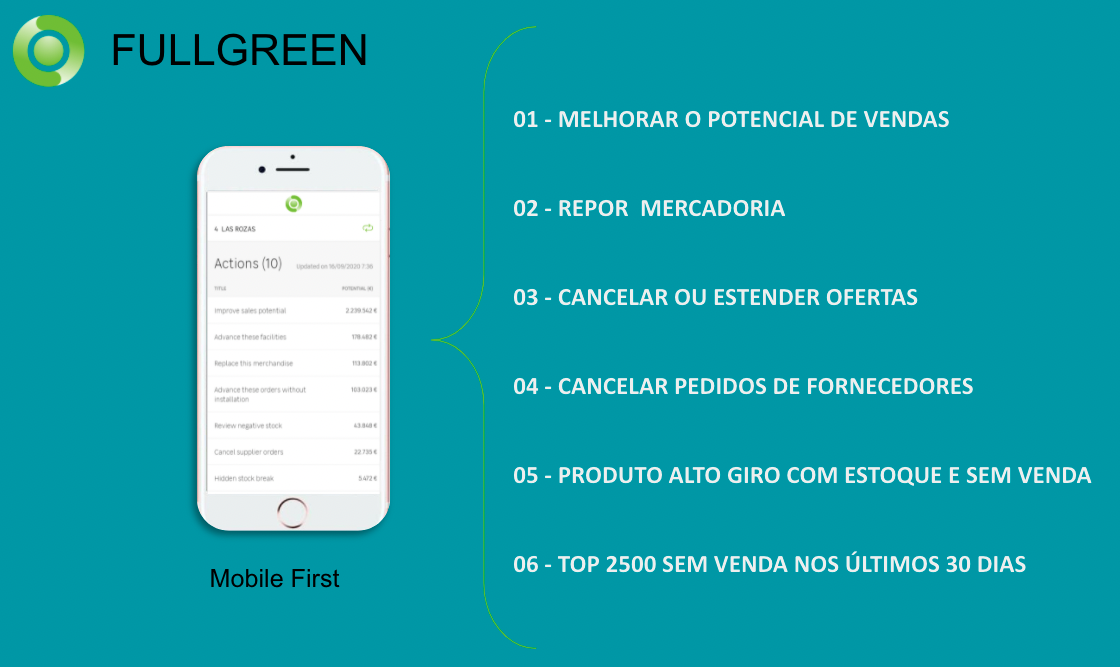 FULLGREEN
4 LAS ROZAS
Actions (10)
Updated on 18/09/2020 7:36
TITLE
POTENTIAL (€)
Improve sales potential
2.239.542 €
Advance these facilities
178.482 €
Replace this merchandise
113.802 €
Advance these orders without
installation
103.023 €
Review negative stock
43.848 €
Cancel supplier orders
22.735 €
Hidden stock break
5.472 €
Mobile First
01 - MELHORAR O POTENCIAL DE VENDAS
02 - REPOR  MERCADORIA
03 - CANCELAR OU ESTENDER OFERTAS
04 - CANCELAR PEDIDOS DE FORNECEDORES
05 - PRODUTO ALTO GIRO COM ESTOQUE E SEM VENDA
06 - TOP 2500 SEM VENDA NOS ÚLTIMOS 30 DIAS